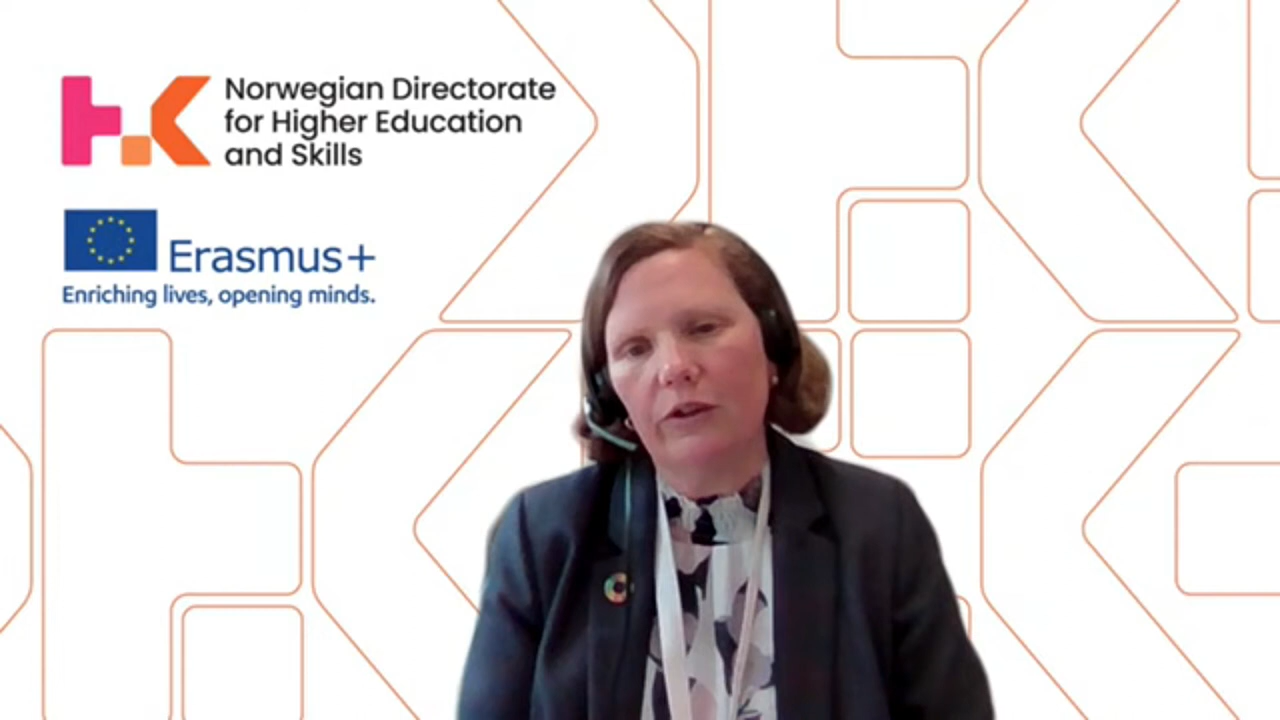 Norwegian Directorate
for Higher Education
and Skills
Erasmus+
Enriching lives, opening minds.